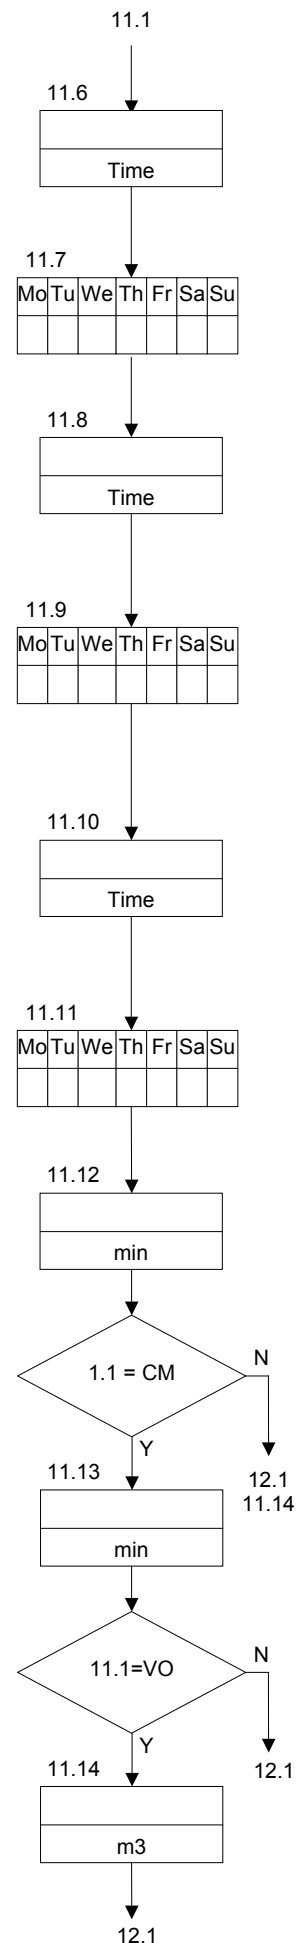 11.1
11.6
Time
11.7
Mo Tu We Th Fr Sa Su
11.8
Time
11.9
Mo Tu We Th Fr Sa Su
11.10
Time
11.11
Mo Tu We Th Fr Sa Su
11.12
min
1.1 = CM
N
Y
12.1
11.14
11.13
min
11.1=VO
N
Y
12.1
11.14
m3
12.1